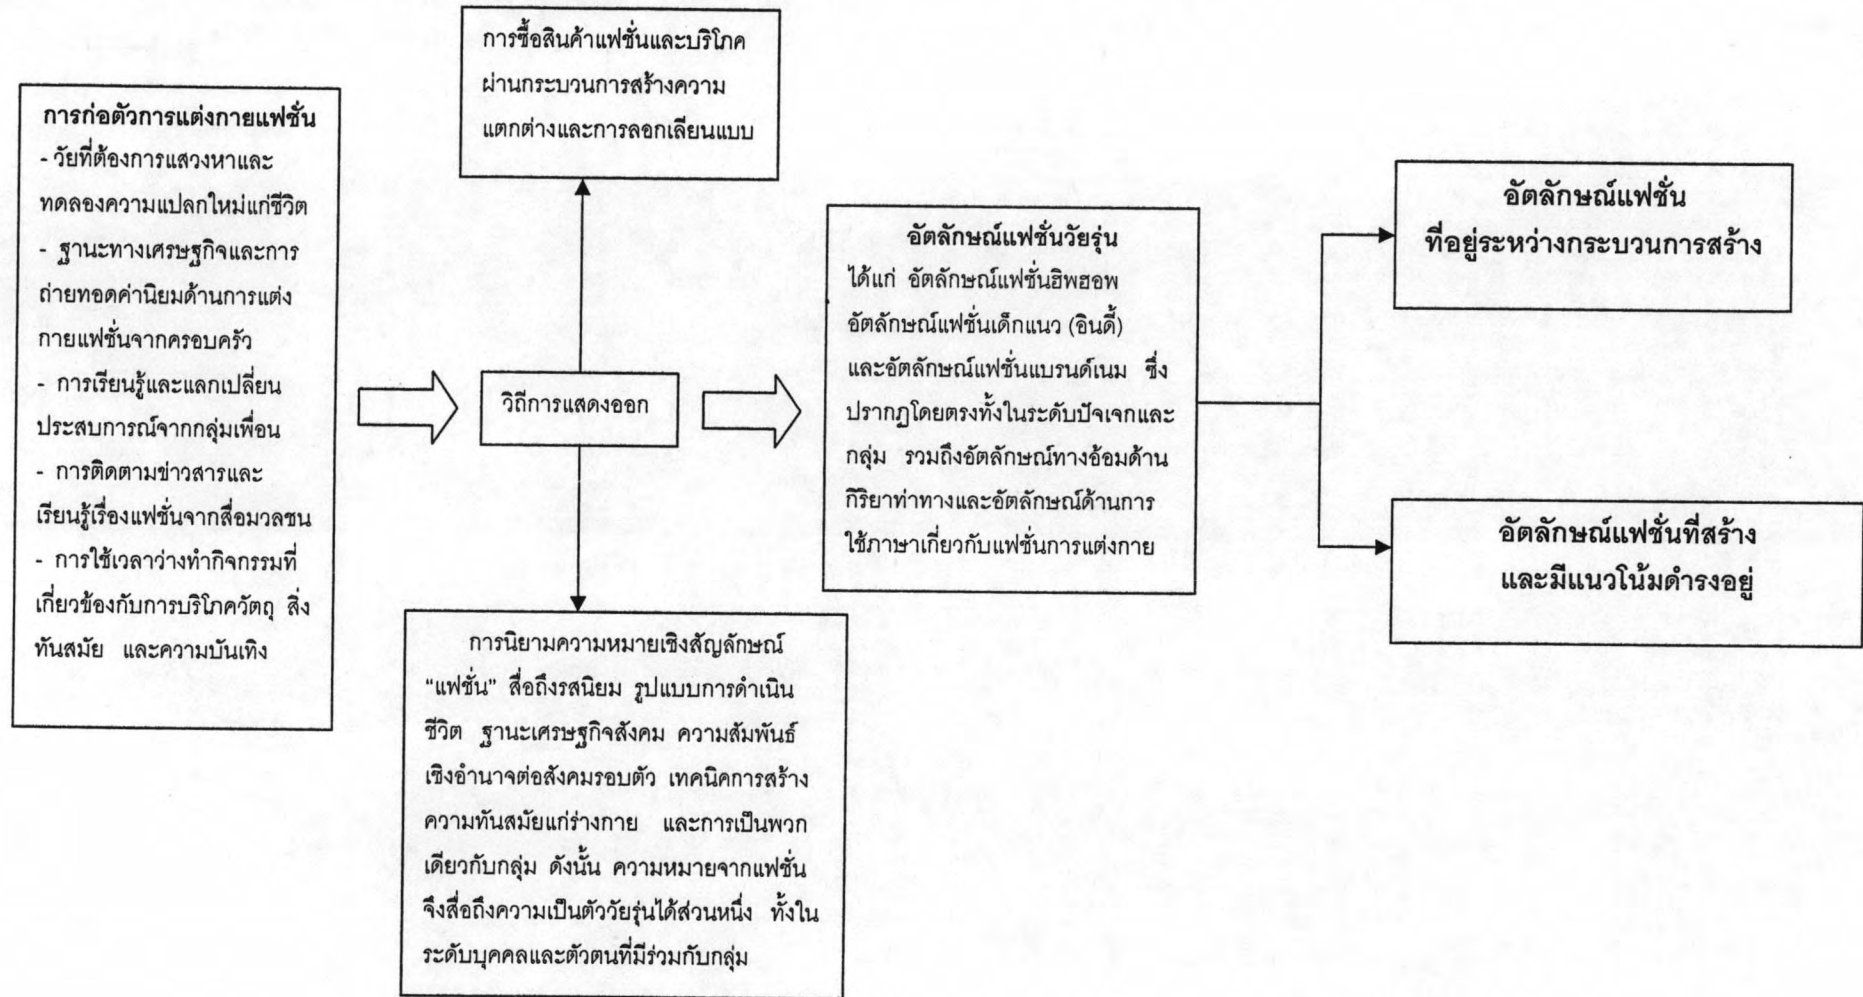 การก่อตัวการแต่งกายแฟชั่น
- วัยที่ต้องการแสวงหาและ
ทดลองความแปลกใหม่แก่ชีวิต
- ฐานะทางเศรษฐกิจและการ
ถ่ายทอดค่านิยมด้านการแต่ง
กายแฟชั่นจากครอบครัว
- การเรียนรู้และแลกเปลี่ยน
ประสบการณ์จากกลุ่มเพื่อน
- การติดตามข่าวสารและ
เรียนรู้เรื่องแฟชั่นจากสื่อมวลชน
- การใช้เวลาว่างทำกิจกรรมที่
เกี่ยวข้องกับการบริโภควัตถุ สิ่ง
ทันสมัย และความบันเทิง
การซื้อสินค้าแฟชั่นและบริโภค
ผ่านกระบวนการสร้างความ
แตกต่างและการลอกเลียนแบบ
วิถีการแสดงออก
การนิยามความหมายเชิงสัญลักษณ์
“แฟชั่น” สื่อถึงรสนิยม รูปแบบการดำเนิน
ชีวิต ฐานะเศรษฐกิจสังคม ความสัมพันธ์
เชิงอำนาจต่อสังคมรอบตัว เทคนิคการสร้าง
ความทันสมัยแก่ร่างกาย และการเป็นพวก
เดียวกับกลุ่ม ดังนั้น ความหมายจากแฟชั่น
จึงสื่อถึงความเป็นตัววัยรุ่นได้ส่วนหนึ่ง ทั้งใน
ระดับบุคคลและตัวตนที่มีร่วมกับกลุ่ม
อัตลักษณ์แฟชั่นวัยรุ่น
ได้แก่ อัตลักษณ์แฟชั่นฮิพฮอพ
อัตลักษณ์แฟชั่นเด็กแนว (อินดี้)
และอัตลักษณ์แฟชั่นแบรนด์เนม ซึ่ง
ปรากฏโดยตรงทั้งในระดับปัจเจกและ
กลุ่ม รวมถึงอัตลักษณ์ทางอ้อมด้าน
กิริยาท่าทางและอัตลักษณ์ด้านการ
ใช้ภาษาเกี่ยวกับแฟชั่นการแต่งกาย
อัตลักษณ์แฟชั่น
ที่อยู่ระหว่างกระบวนการสร้าง
อัตลักษณ์แฟชั่นที่สร้าง
และมีแนวโน้มดำรงอยู่